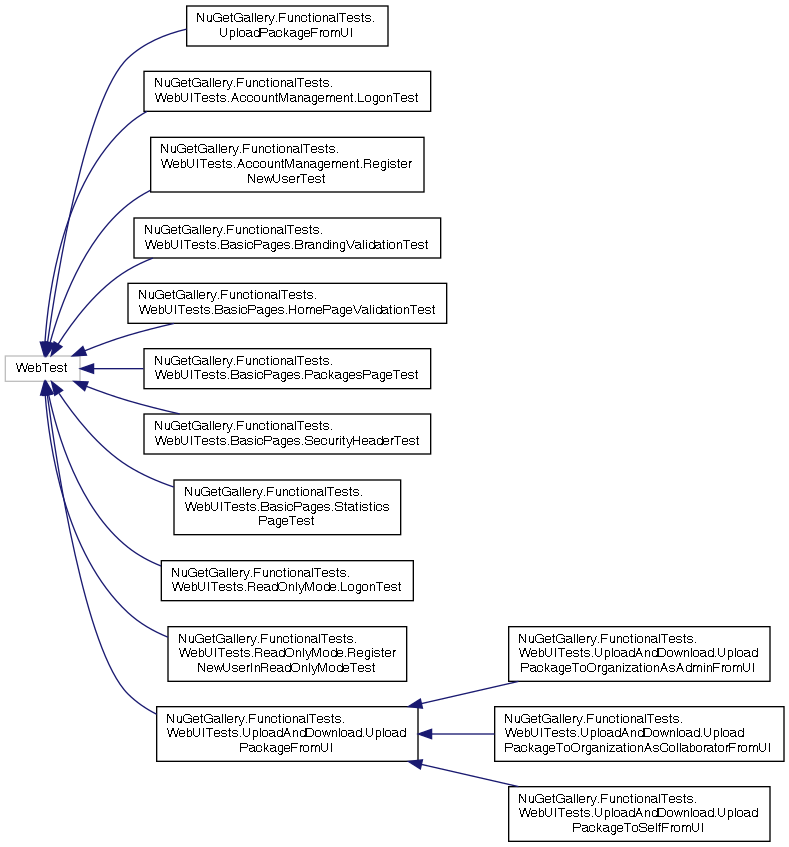 NuGetGallery.FunctionalTests.
UploadPackageFromUI
NuGetGallery.FunctionalTests.
WebUITests.AccountManagement.LogonTest
NuGetGallery.FunctionalTests.
WebUITests.AccountManagement.Register
NewUserTest
NuGetGallery.FunctionalTests.
WebUITests.BasicPages.BrandingValidationTest
NuGetGallery.FunctionalTests.
WebUITests.BasicPages.HomePageValidationTest
WebTest
NuGetGallery.FunctionalTests.
WebUITests.BasicPages.PackagesPageTest
NuGetGallery.FunctionalTests.
WebUITests.BasicPages.SecurityHeaderTest
NuGetGallery.FunctionalTests.
WebUITests.BasicPages.Statistics
PageTest
NuGetGallery.FunctionalTests.
WebUITests.ReadOnlyMode.LogonTest
NuGetGallery.FunctionalTests.
WebUITests.ReadOnlyMode.Register
NewUserInReadOnlyModeTest
NuGetGallery.FunctionalTests.
WebUITests.UploadAndDownload.Upload
PackageFromUI
NuGetGallery.FunctionalTests.
WebUITests.UploadAndDownload.Upload
PackageToOrganizationAsAdminFromUI
NuGetGallery.FunctionalTests.
WebUITests.UploadAndDownload.Upload
PackageToOrganizationAsCollaboratorFromUI
NuGetGallery.FunctionalTests.
WebUITests.UploadAndDownload.Upload
PackageToSelfFromUI